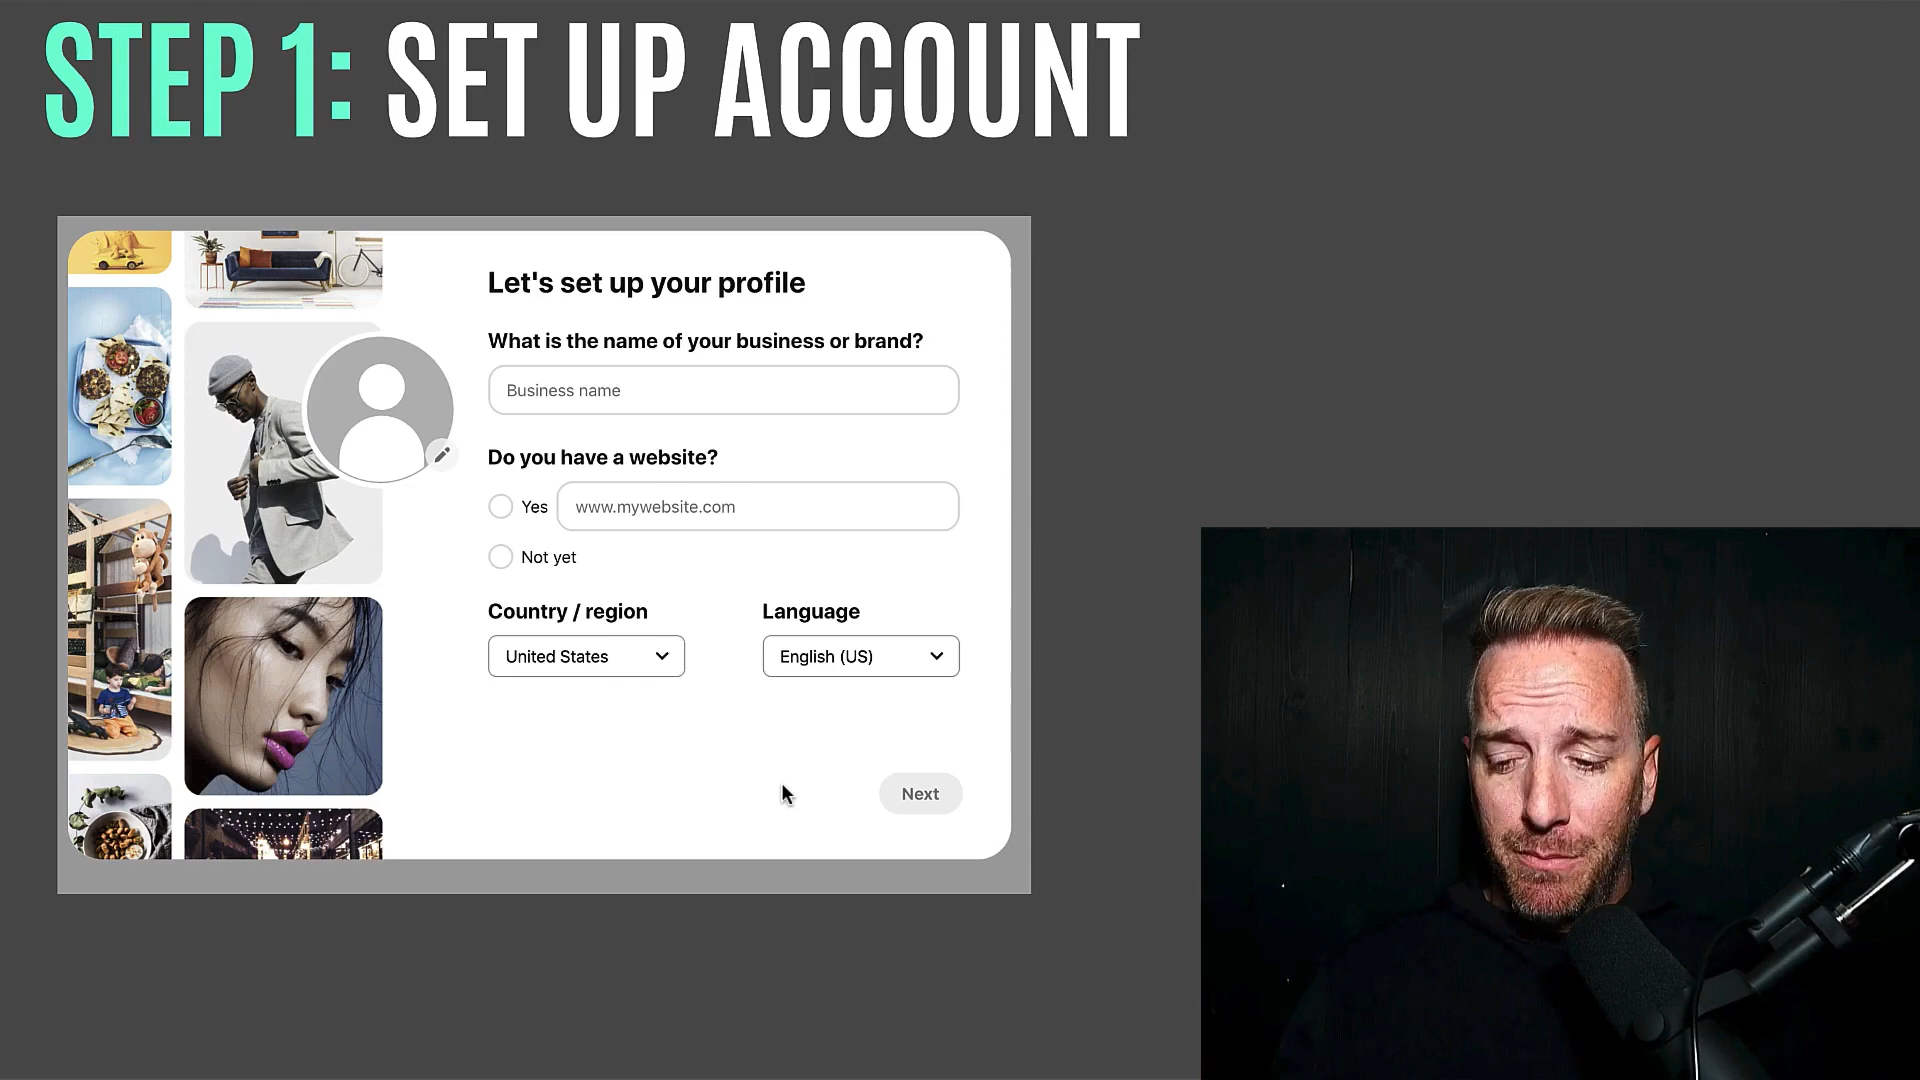 STEP 1: SET UP ACCOUNT
Let's set up your profile
What is the name of your business or brand?
Business name
Do you have a website?
Yes
www.mywebsite.com
Not yet
Country / region
Language
United States
English (US)
Next